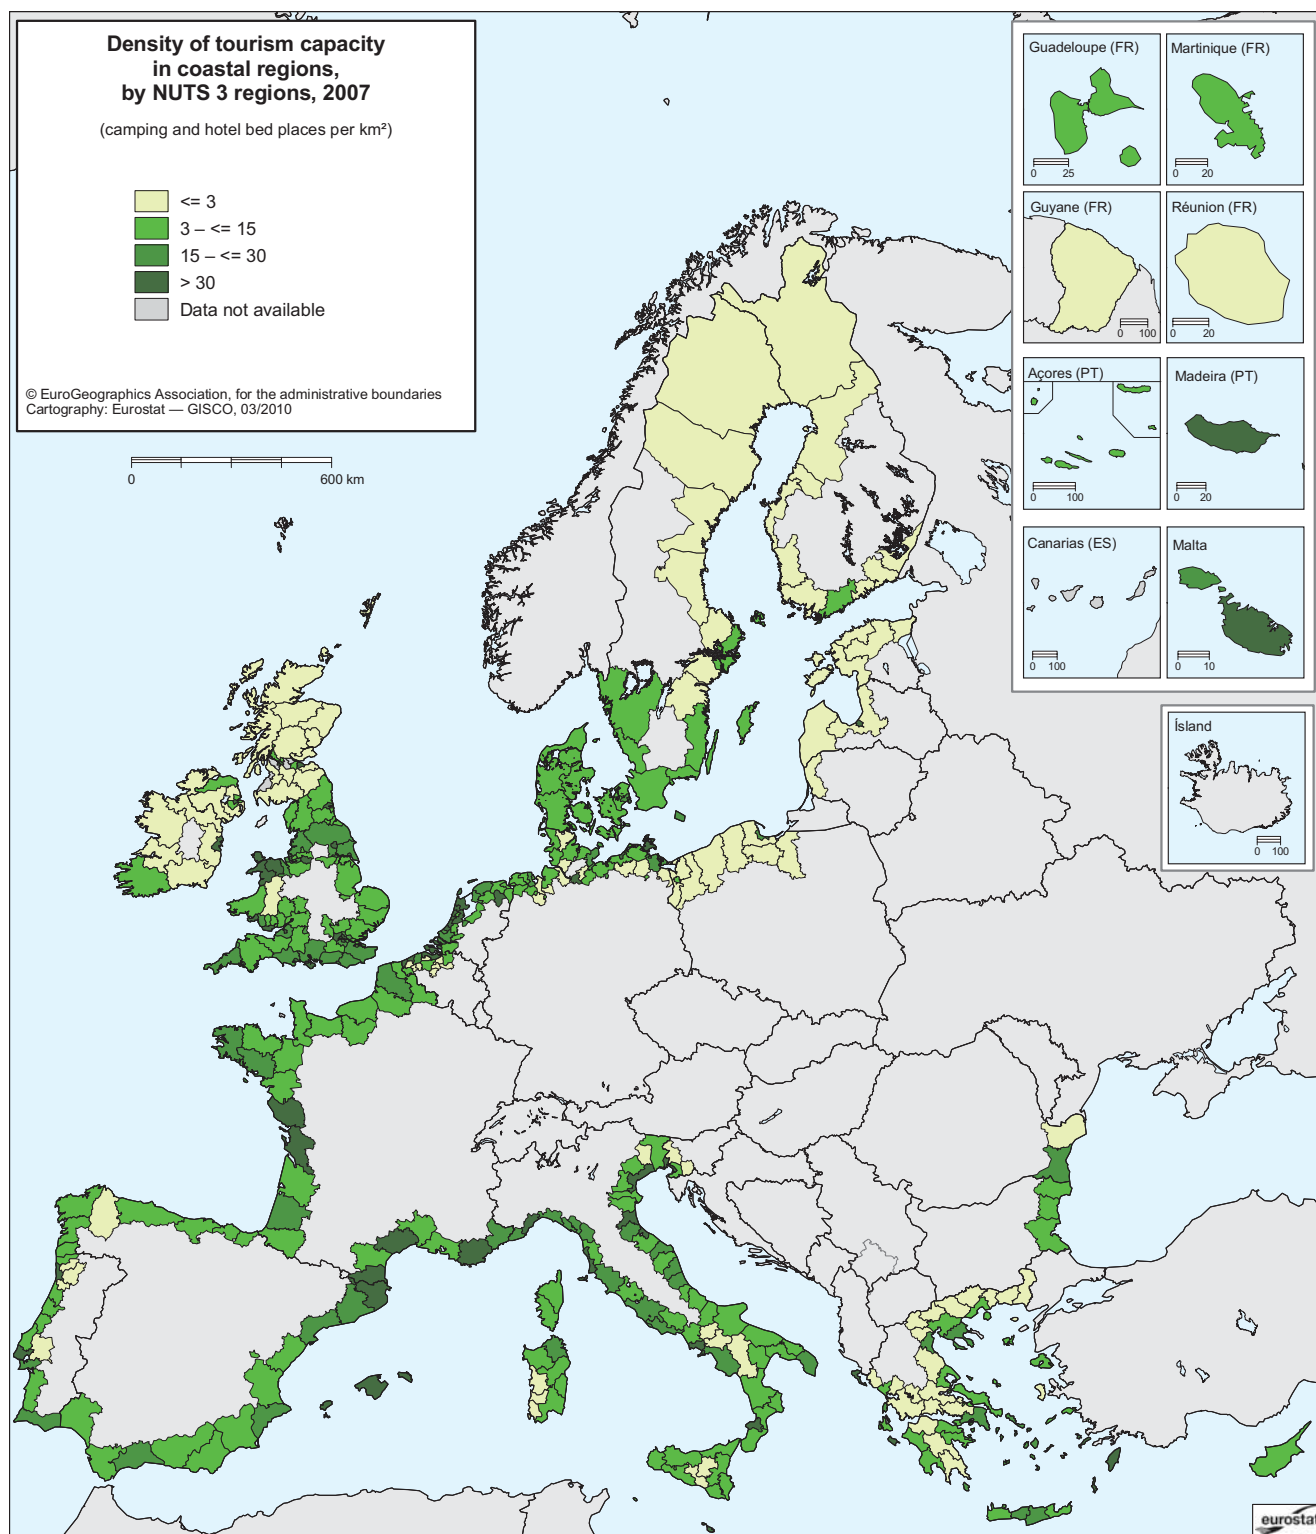 Density of tourism capacity
in coastal regions,
by NUTS 3 regions, 2007
(camping and hotel bed places per km²)
<= 3
3 – <= 15
15 – <= 30
> 30
Data not available
© EuroGeographics Association, for the administrative boundaries
Cartography: Eurostat — GISCO, 03/2010
0 600 km
Guadeloupe (FR)
0 25
Martinique (FR)
0 20
Guyane (FR)
0 100
Réunion (FR)
0 20
Açores (PT)
0 100
Madeira (PT)
0 20
Canarias (ES)
0 100
Malta
0 10
Ísland
0 100
eurosta